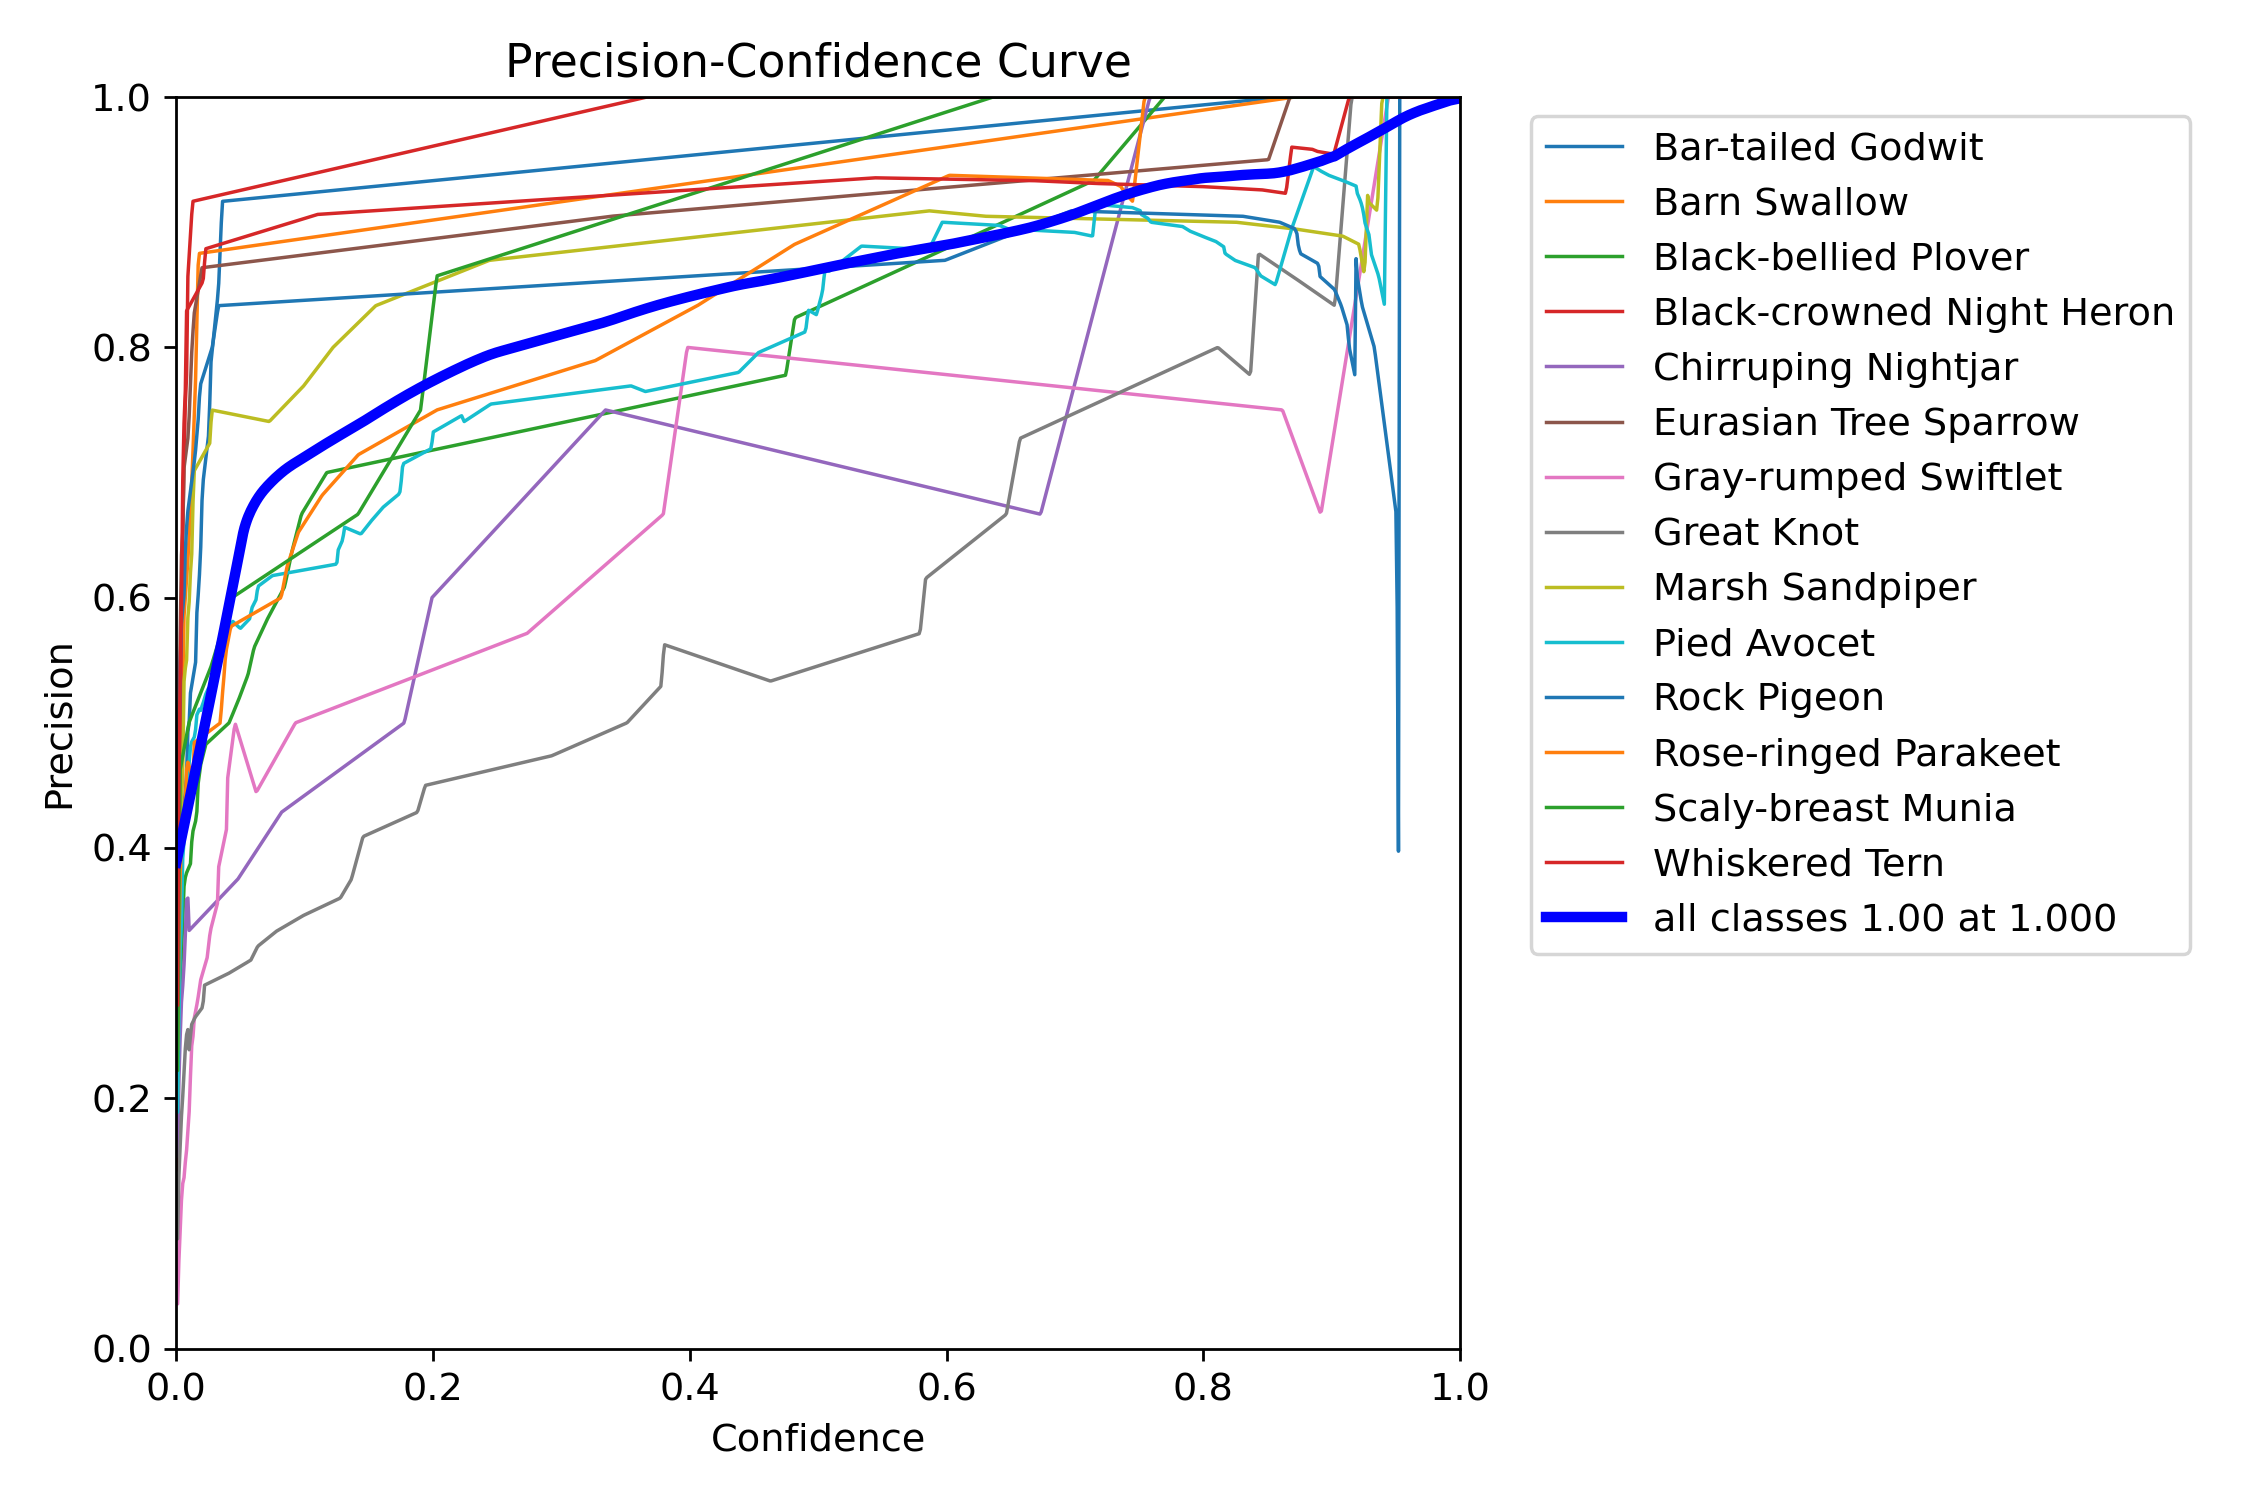 Precision-Confidence Curve
1.0
0.8
0.6
0.4
0.2
0.0
Precision
0.0 0.2 0.4 0.6 0.8 1.0
Confidence
Bar-tailed Godwit
Barn Swallow
Black-bellied Plover
Black-crowned Night Heron
Chirruping Nightjar
Eurasian Tree Sparrow
Gray-rumped Swiftlet
Great Knot
Marsh Sandpiper
Pied Avocet
Rock Pigeon
Rose-ringed Parakeet
Scaly-breast Munia
Whiskered Tern
all classes 1.00 at 1.000